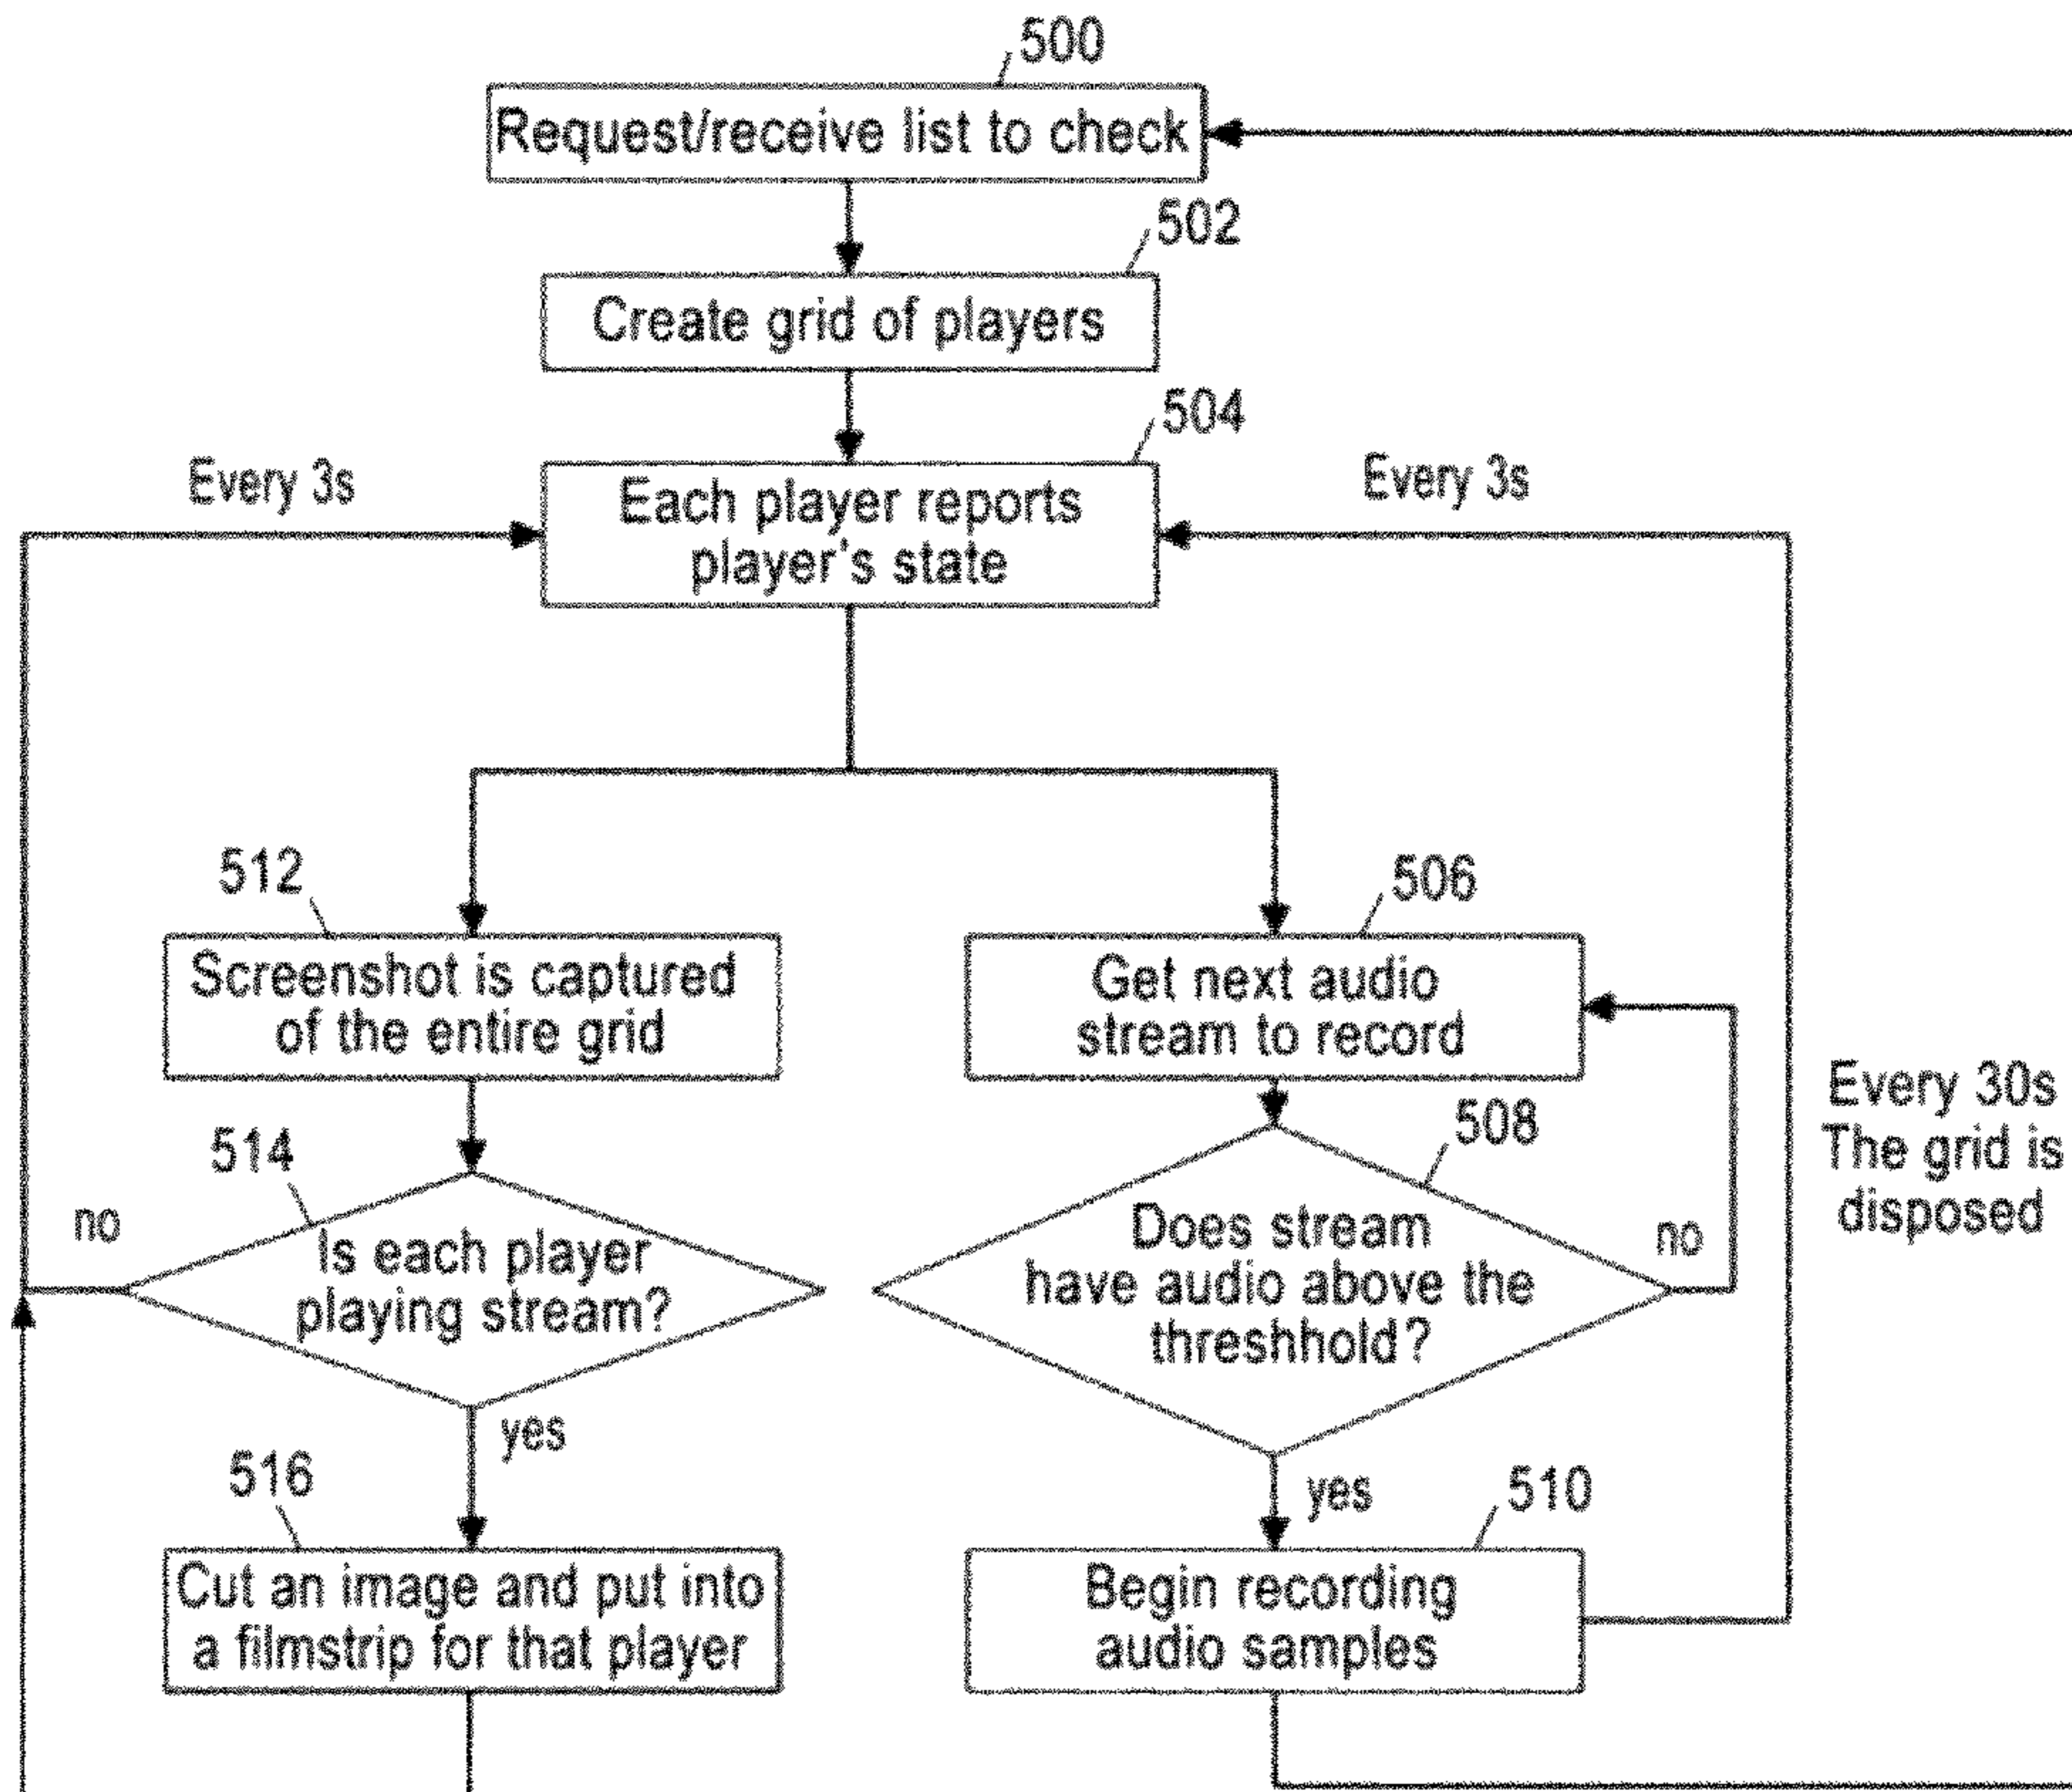 500
Request/receive list to check
502
Create grid of players
504
Every 3s
Each player reports
player's state
Every 3s
512
Screenshot is captured
of the entire grid
506
Get next audio
stream to record
514
no
Is each player
playing stream?
yes
508
Does stream
have audio above the
threshhold?
no
yes
Every 30s
The grid is
disposed
516
Cut an image and put into
a filmstrip for that player
510
Begin recording
audio samples